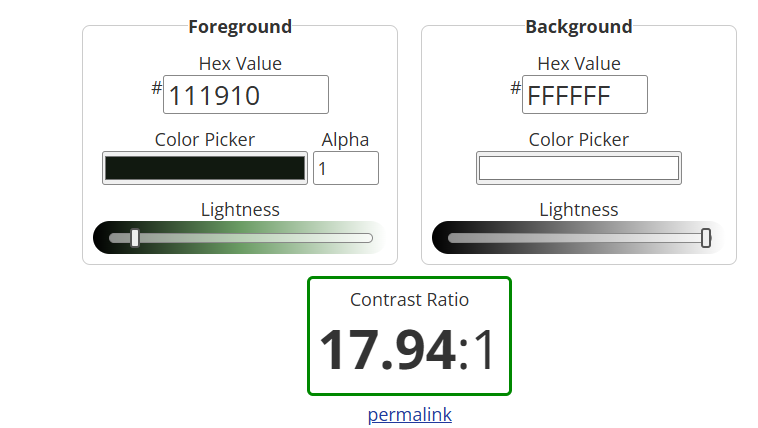 Foreground
Hex Value
#111910
Color Picker Alpha
1
Lightness
Background
Hex Value
#FFFFFF
Color Picker
Lightness
Contrast Ratio
17.94:1
permalink